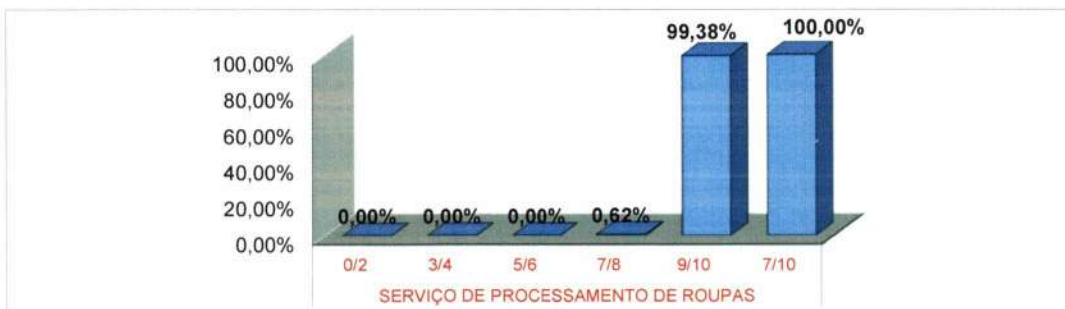 99,38% 100,00%
100,00%
80,00%
60,00%
40,00%
20,00%
0,00%
0,00% 0,00% 0,00% 0,62%
0/2 3/4 5/6 7/8 9/10 7/10
SERVIÇO DE PROCESSAMENTO DE ROUPAS